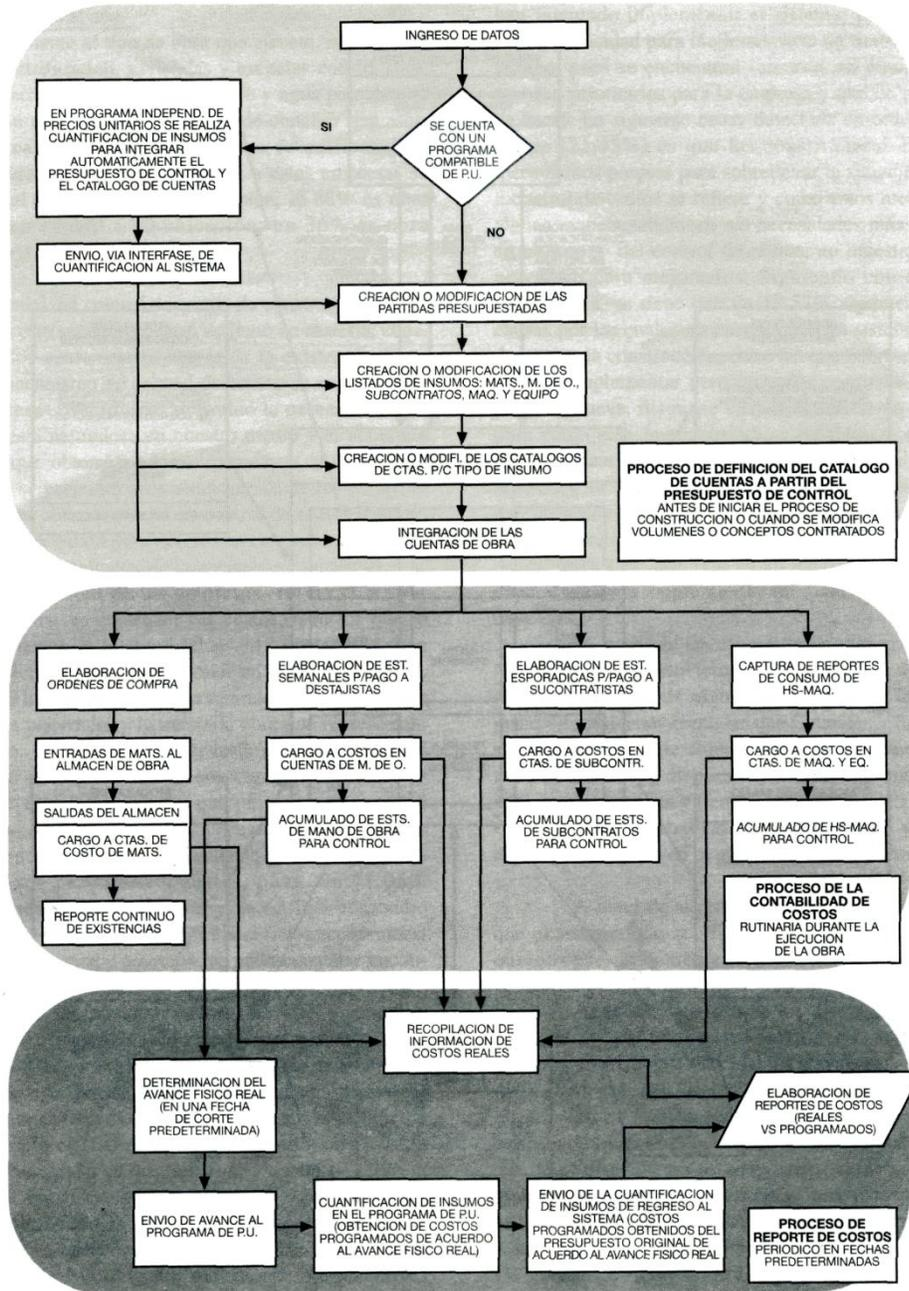 INGRESO DE DATOS
EN PROGRAMA INDEPEND. DE
PRECIOS UNITARIOS SE REALIZA
CUANTIFICACION DE INSUMOS
PARA INTEGRAR
AUTOMATICAMENTE EL
PRESUPUESTO DE CONTROL Y
EL CATALOGO DE CUENTAS
SI
SE CUENTA
CON UN
PROGRAMA
COMPATIBLE
DE P.U.
NO
ENVIO, VIA INTERFASE, DE
CUANTIFICACION AL SISTEMA
CREACION O MODIFICACION DE LAS
PARTIDAS PRESUPUESTADAS
CREACION O MODIFICACION DE LOS
LISTADOS DE INSUMOS: MATS., M. DE O.,
SUBCONTRATOS, MAQ. Y EQUIPO
CREACION O MODIFI. DE LOS CATALOGOS
DE CTAS. P/C TIPO DE INSUMO
INTEGRACION DE LAS
CUENTAS DE OBRA
PROCESO DE DEFINICION DEL CATALOGO
DE CUENTAS A PARTIR DEL
PRESUPUESTO DE CONTROL
ANTES DE INICIAR EL PROCESO DE
CONSTRUCCION O CUANDO SE MODIFICA
VOLUMENES O CONCEPTOS CONTRATADOS
ELABORACION DE
ORDENES DE COMPRA
ELABORACION DE EST.
SEMANALES P/PAGO A
DESTAJISTAS
ELABORACION DE EST.
ESPORADICAS P/PAGO A
SUCONTRATISTAS
CAPTURA DE REPORTES
DE CONSUMO DE
HS-MAQ.
ENTRADAS DE MATS. AL
ALMACEN DE OBRA
CARGO A COSTOS EN
CUENTAS DE M. DE O.
CARGO A COSTOS EN
CTAS. DE SUBCONTR.
CARGO A COSTOS EN
CTAS. DE MAQ. Y EQ.
SALIDAS DEL ALMACEN
CARGO A CTAS. DE
COSTO DE MATS.
ACUMULADO DE ESTS.
DE MANO DE OBRA
PARA CONTROL
ACUMULADO DE ESTS.
DE SUBCONTRATOS
PARA CONTROL
ACUMULADO DE HS-MAQ.
PARA CONTROL
REPORTE CONTINUO
DE EXISTENCIAS
PROCESO DE LA
CONTABILIDAD DE
COSTOS
RUTINARIA DURANTE LA
EJECUCION
DE LA OBRA
RECOPILACION DE
INFORMACION DE
COSTOS REALES
DETERMINACION DEL
AVANCE FISICO REAL
(EN UNA FECHA
DE CORTE
PREDETERMINADA)
ELABORACION DE
REPORTES DE COSTOS
(REALES
VS PROGRAMADOS)
ENVIO DE AVANCE AL
PROGRAMA DE P.U.
CUANTIFICACION DE INSUMOS
EN EL PROGRAMA DE P.U.
(OBTENCION DE COSTOS
PROGRAMADOS DE ACUERDO
AL AVANCE FISICO REAL)
ENVIO DE LA CUANTIFICACION
DE INSUMOS DE REGRESO AL
SISTEMA (COSTOS
PROGRAMADOS OBTENIDOS DEL
PRESUPUESTO ORIGINAL DE
ACUERDO AL AVANCE FISICO REAL
PROCESO DE
REPORTE DE COSTOS
PERIODICO EN FECHAS
PREDETERMINADAS